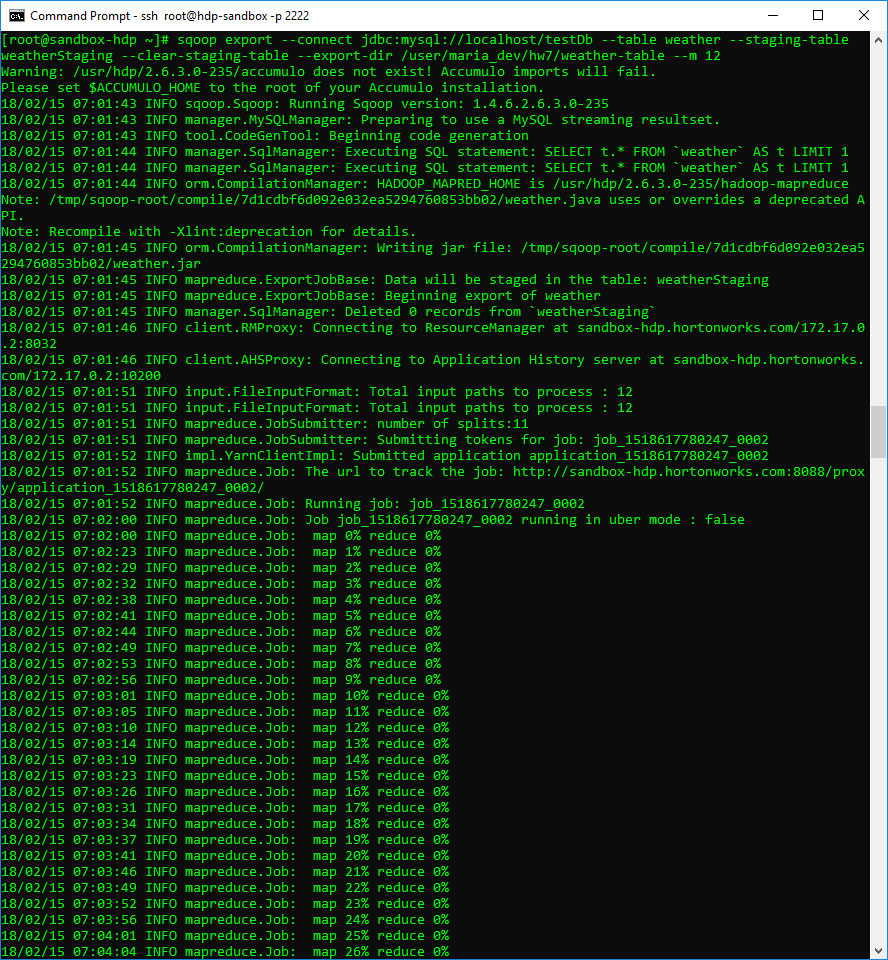 Command Prompt - ssh root@hdp-sandbox -p 2222
[root@sandbox-hdp ~]# sqoop export --connect jdbc:mysql://localhost/testDb --table weather --staging-table
weatherStaging --clear-staging-table --export-dir /user/maria_dev/hw7/weather-table --m 12
Warning: /usr/hdp/2.6.3.0-235/accumulo does not exist! Accumulo imports will fail.
Please set $ACCUMULO_HOME to the root of your Accumulo installation.
18/02/15 07:01:43 INFO sqoop.Sqoop: Running Sqoop version: 1.4.6.2.6.3.0-235
18/02/15 07:01:43 INFO manager.MySQLManager: Preparing to use a MySQL streaming resultset.
18/02/15 07:01:43 INFO tool.CodeGenTool: Beginning code generation
18/02/15 07:01:44 INFO manager.SqlManager: Executing SQL statement: SELECT t.* FROM `weather` AS t LIMIT 1
18/02/15 07:01:44 INFO manager.SqlManager: Executing SQL statement: SELECT t.* FROM `weather` AS t LIMIT 1
18/02/15 07:01:44 INFO orm.CompilationManager: HADOOP_MAPRED_HOME is /usr/hdp/2.6.3.0-235/hadoop-mapreduce
Note: /tmp/sqoop-root/compile/7d1cdbf6d092e032ea5294760853bb02/weather.java uses or overrides a deprecated A
PI.
Note: Recompile with -Xlint:deprecation for details.
18/02/15 07:01:45 INFO orm.CompilationManager: Writing jar file: /tmp/sqoop-root/compile/7d1cdbf6d092e032ea5
294760853bb02/weather.jar
18/02/15 07:01:45 INFO mapreduce.ExportJobBase: Data will be staged in the table: weatherStaging
18/02/15 07:01:45 INFO mapreduce.ExportJobBase: Beginning export of weather
18/02/15 07:01:45 INFO manager.SqlManager: Deleted 0 records from `weatherStaging`
18/02/15 07:01:46 INFO client.RMProxy: Connecting to ResourceManager at sandbox-hdp.hortonworks.com/172.17.0
.2:8032
18/02/15 07:01:46 INFO client.AHSProxy: Connecting to Application History server at sandbox-hdp.hortonworks.
com/172.17.0.2:10200
18/02/15 07:01:51 INFO input.FileInputFormat: Total input paths to process : 12
18/02/15 07:01:51 INFO input.FileInputFormat: Total input paths to process : 12
18/02/15 07:01:51 INFO mapreduce.JobSubmitter: number of splits:11
18/02/15 07:01:51 INFO mapreduce.JobSubmitter: Submitting tokens for job: job_1518617780247_0002
18/02/15 07:01:52 INFO impl.YarnClientImpl: Submitted application application_1518617780247_0002
18/02/15 07:01:52 INFO mapreduce.Job: The url to track the job: http://sandbox-hdp.hortonworks.com:8088/prox
y/application_1518617780247_0002/
18/02/15 07:01:52 INFO mapreduce.Job: Running job: job_1518617780247_0002
18/02/15 07:02:00 INFO mapreduce.Job: Job job_1518617780247_0002 running in uber mode : false
18/02/15 07:02:00 INFO mapreduce.Job:  map 0% reduce 0%
18/02/15 07:02:23 INFO mapreduce.Job:  map 1% reduce 0%
18/02/15 07:02:29 INFO mapreduce.Job:  map 2% reduce 0%
18/02/15 07:02:32 INFO mapreduce.Job:  map 3% reduce 0%
18/02/15 07:02:38 INFO mapreduce.Job:  map 4% reduce 0%
18/02/15 07:02:41 INFO mapreduce.Job:  map 5% reduce 0%
18/02/15 07:02:44 INFO mapreduce.Job:  map 6% reduce 0%
18/02/15 07:02:49 INFO mapreduce.Job:  map 7% reduce 0%
18/02/15 07:02:53 INFO mapreduce.Job:  map 8% reduce 0%
18/02/15 07:02:56 INFO mapreduce.Job:  map 9% reduce 0%
18/02/15 07:03:01 INFO mapreduce.Job:  map 10% reduce 0%
18/02/15 07:03:05 INFO mapreduce.Job:  map 11% reduce 0%
18/02/15 07:03:10 INFO mapreduce.Job:  map 12% reduce 0%
18/02/15 07:03:14 INFO mapreduce.Job:  map 13% reduce 0%
18/02/15 07:03:19 INFO mapreduce.Job:  map 14% reduce 0%
18/02/15 07:03:23 INFO mapreduce.Job:  map 15% reduce 0%
18/02/15 07:03:26 INFO mapreduce.Job:  map 16% reduce 0%
18/02/15 07:03:31 INFO mapreduce.Job:  map 17% reduce 0%
18/02/15 07:03:34 INFO mapreduce.Job:  map 18% reduce 0%
18/02/15 07:03:37 INFO mapreduce.Job:  map 19% reduce 0%
18/02/15 07:03:41 INFO mapreduce.Job:  map 20% reduce 0%
18/02/15 07:03:46 INFO mapreduce.Job:  map 21% reduce 0%
18/02/15 07:03:49 INFO mapreduce.Job:  map 22% reduce 0%
18/02/15 07:03:52 INFO mapreduce.Job:  map 23% reduce 0%
18/02/15 07:03:56 INFO mapreduce.Job:  map 24% reduce 0%
18/02/15 07:04:01 INFO mapreduce.Job:  map 25% reduce 0%
18/02/15 07:04:04 INFO mapreduce.Job:  map 26% reduce 0%